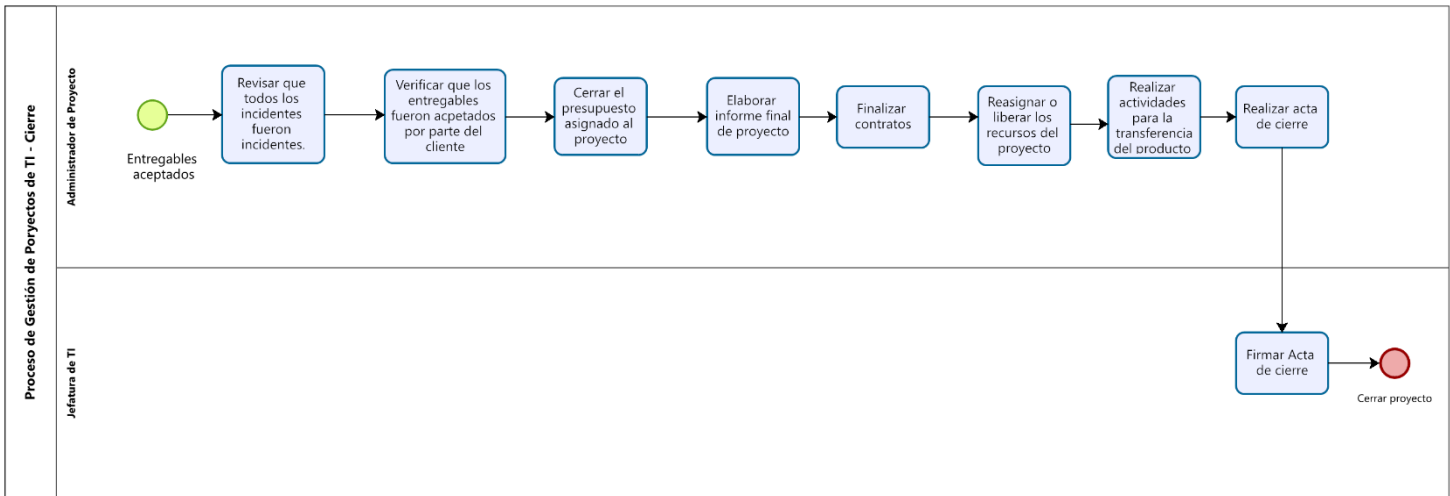 Proceso de Gestión de Poryectos de TI - Cierre
Administrador de Proyecto
Entregables
aceptados
Revisar que
todos los
incidentes
fueron
incidentes.
Verificar que los
entregables
fueron acpetados
por parte del
cliente
Cerrar el
presupuesto
asignado al
proyecto
Elaborar
informe final
de proyecto
Finalizar
contratos
Reasignar o
liberar los
recursos del
proyecto
Realizar
actividades
para la
transferencia
del producto
Realizar acta
de cierre
Jefatura de TI
Firmar Acta
de cierre
Cerrar proyecto